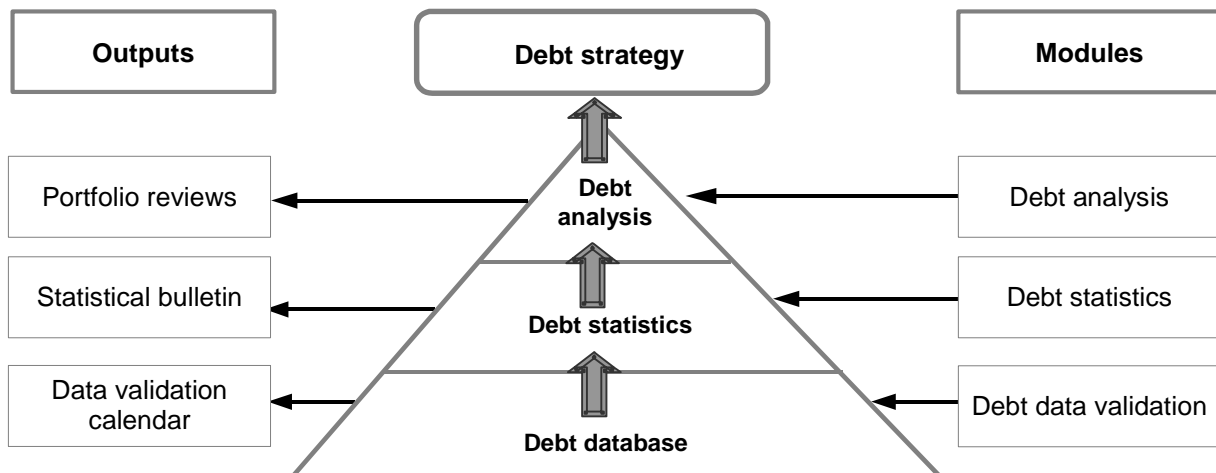 Outputs
Debt strategy
Modules
Portfolio reviews
Debt
analysis
Debt analysis
Statistical bulletin
Debt statistics
Debt statistics
Data validation
calendar
Debt database
Debt data validation